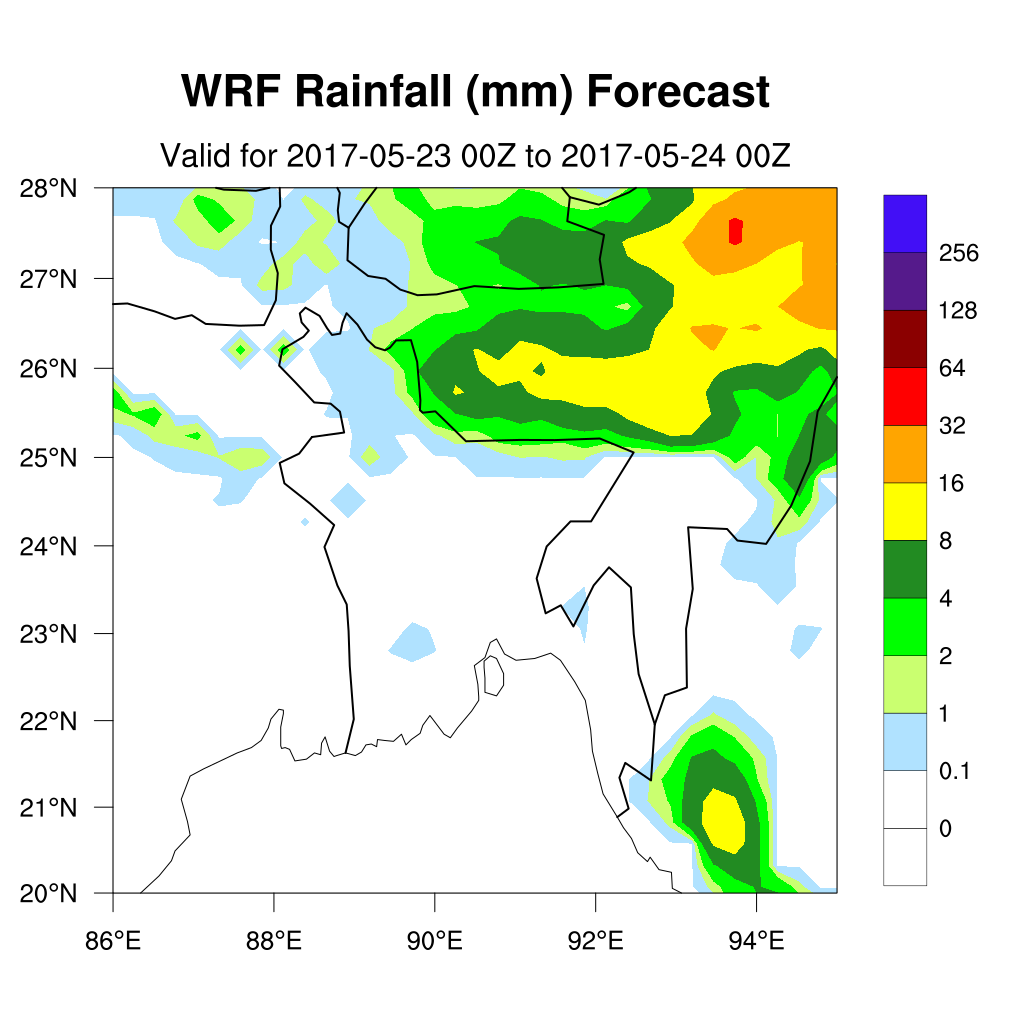 WRF Rainfall (mm) Forecast
Valid for 2017-05-23 00Z to 2017-05-24 00Z
28°N
27°N
26°N
25°N
24°N
23°N
22°N
21°N
20°N
86°E 88°E 90°E 92°E 94°E
256
128
64
32
16
8
4
2
1
0.1
0